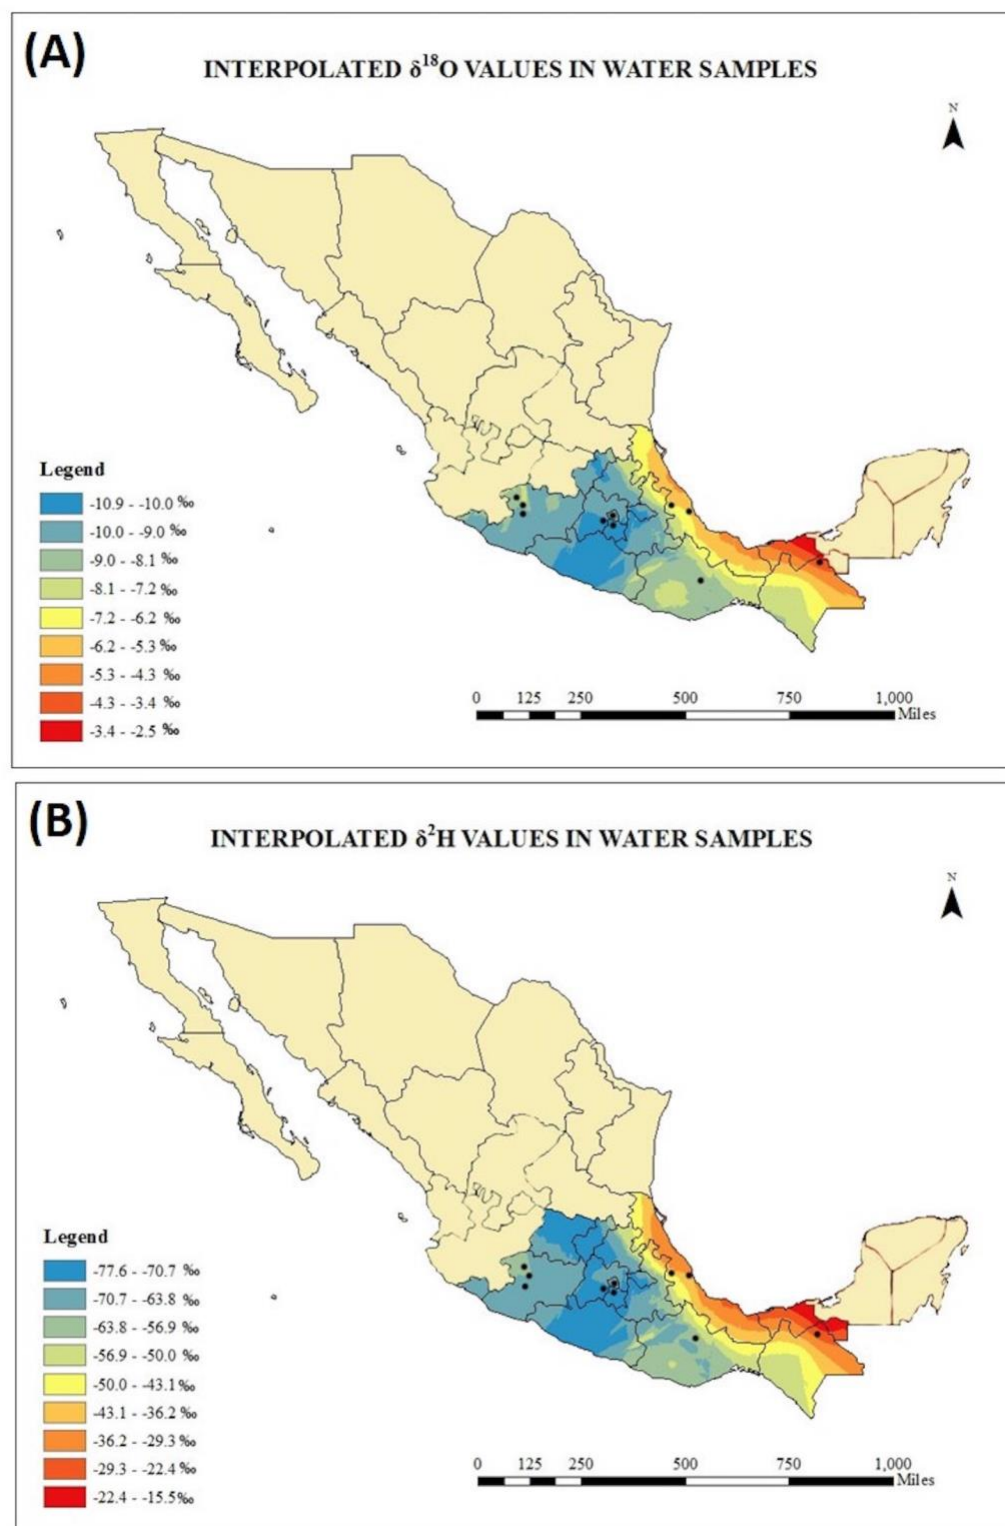 (A)
INTERPOLATED δ¹⁸O VALUES IN WATER SAMPLES
N
Legend
-10.9 - -10.0 ‰
-10.0 - -9.0 ‰
-9.0 - -8.1 ‰
-8.1 - -7.2 ‰
-7.2 - -6.2 ‰
-6.2 - -5.3 ‰
-5.3 - -4.3 ‰
-4.3 - -3.4 ‰
-3.4 - -2.5 ‰
0 125 250 500 750 1,000
Miles
(B)
INTERPOLATED δ²H VALUES IN WATER SAMPLES
N
Legend
-77.6 - -70.7 ‰
-70.7 - -63.8 ‰
-63.8 - -56.9 ‰
-56.9 - -50.0 ‰
-50.0 - -43.1 ‰
-43.1 - -36.2 ‰
-36.2 - -29.3 ‰
-29.3 - -22.4 ‰
-22.4 - -15.5‰
0 125 250 500 750 1,000
Miles